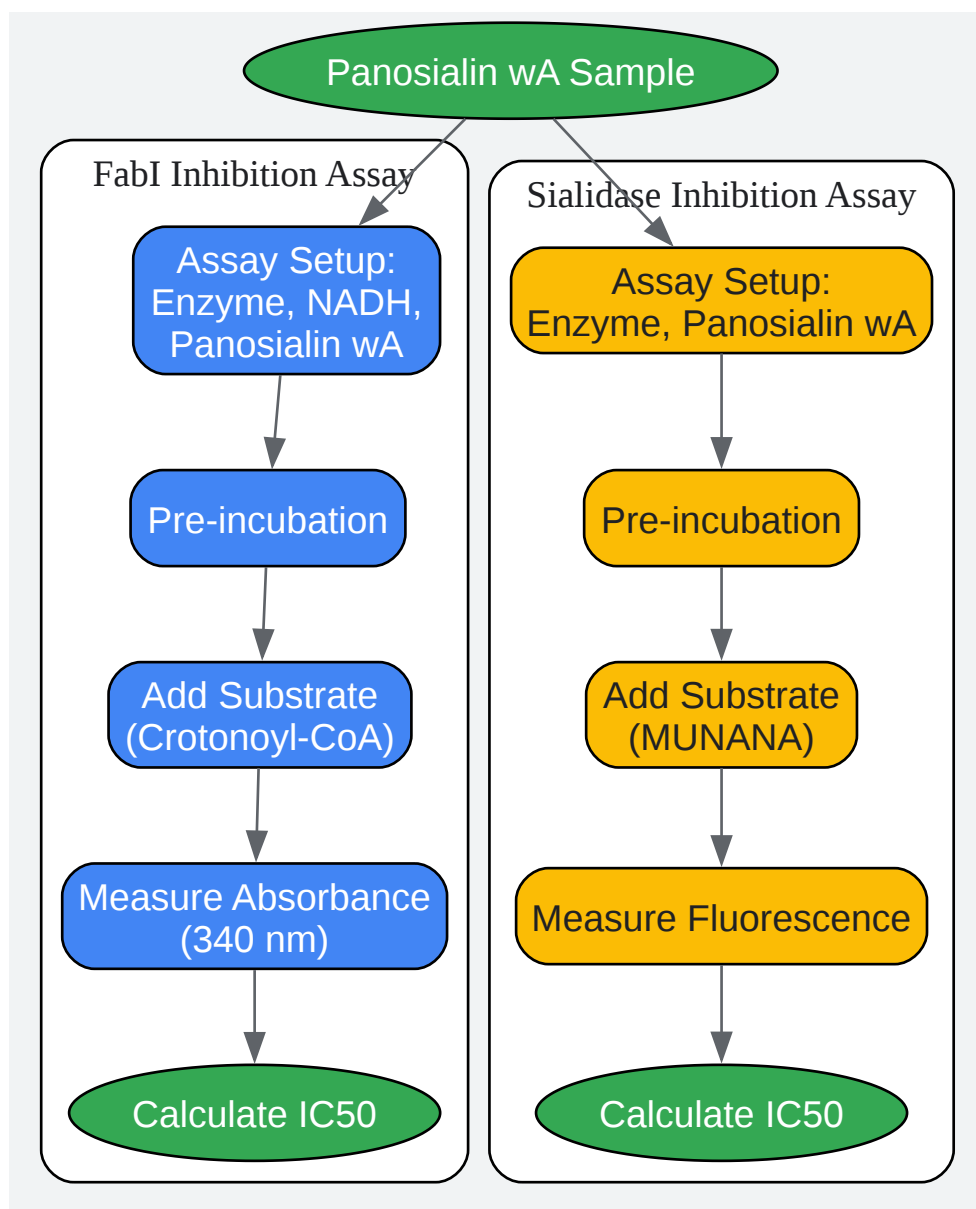 Panosialin wA Sample
FabI Inhibition Assay
Assay Setup:
Enzyme, NADH,
Panosialin wA
Pre-incubation
Add Substrate
(Crotonoyl-CoA)
Measure Absorbance
(340 nm)
Calculate IC50
Sialidase Inhibition Assay
Assay Setup:
Enzyme, Panosialin wA
Pre-incubation
Add Substrate
(MUNANA)
Measure Fluorescence
Calculate IC50